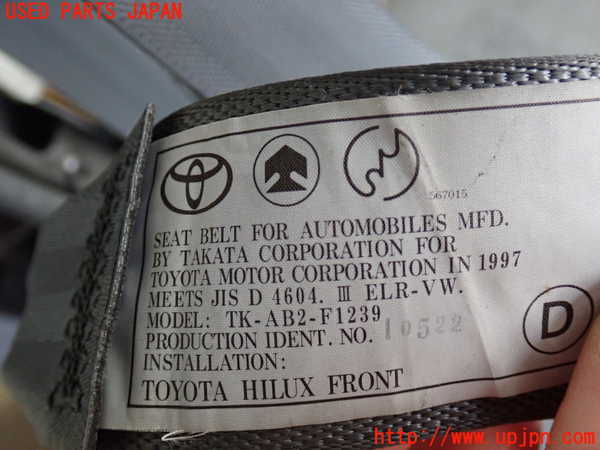 USED PARTS JAPAN
567015
SEAT BELT FOR AUTOMOBILES MFD.
BY TAKATA CORPORATION FOR
TOYOTA MOTOR CORPORATION IN 1997
MEETS JIS D 4604. III ELR-VW.
MODEL: TK-AB2-F1239
PRODUCTION IDENT. NO. 10522
INSTALLATION:
D
TOYOTA HILUX FRONT
http://www.upjpn.com/